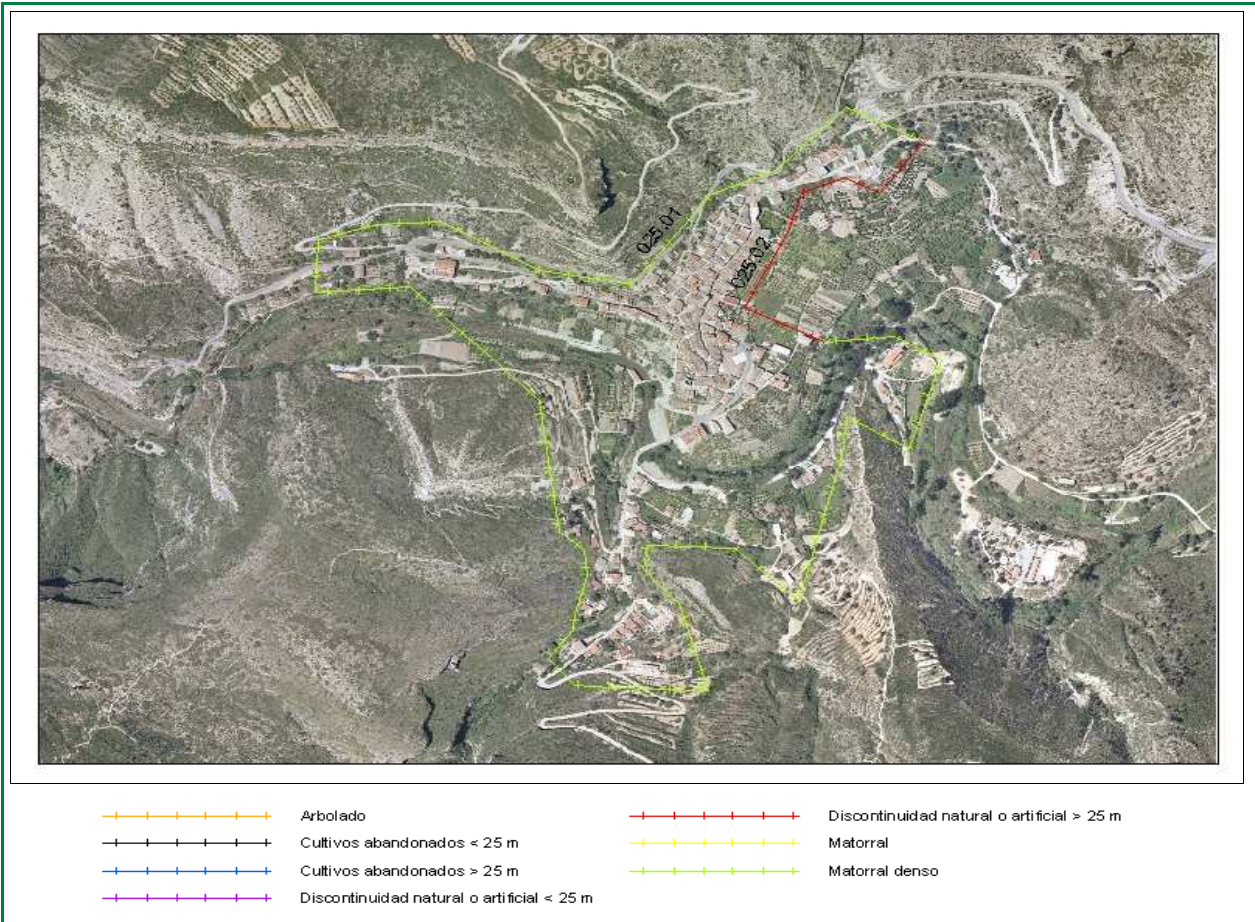 025.01
025.02
Arbolado
Cultivos abandonados < 25 m
Cultivos abandonados > 25 m
Discontinuidad natural o artificial < 25 m
Discontinuidad natural o artificial > 25 m
Matorral
Matorral denso